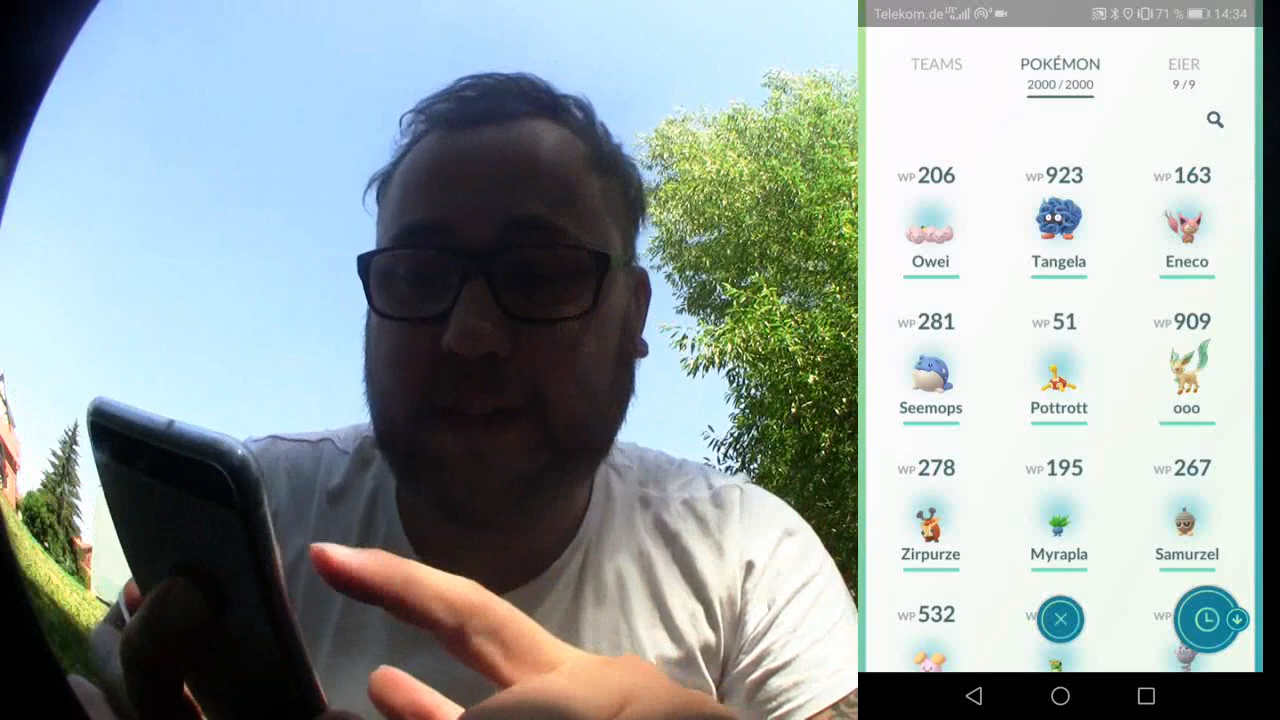 Telekom.de LTE 71 % 14:34
TEAMS POKÉMON EIER
2000 / 2000 9 / 9
WP 206 WP 923 WP 163
Owei Tangela Eneco
WP 281 WP 51 WP 909
Seemops Pottrott ooo
WP 278 WP 195 WP 267
Zirpurze Myrapla Samurzel
WP 532 WP